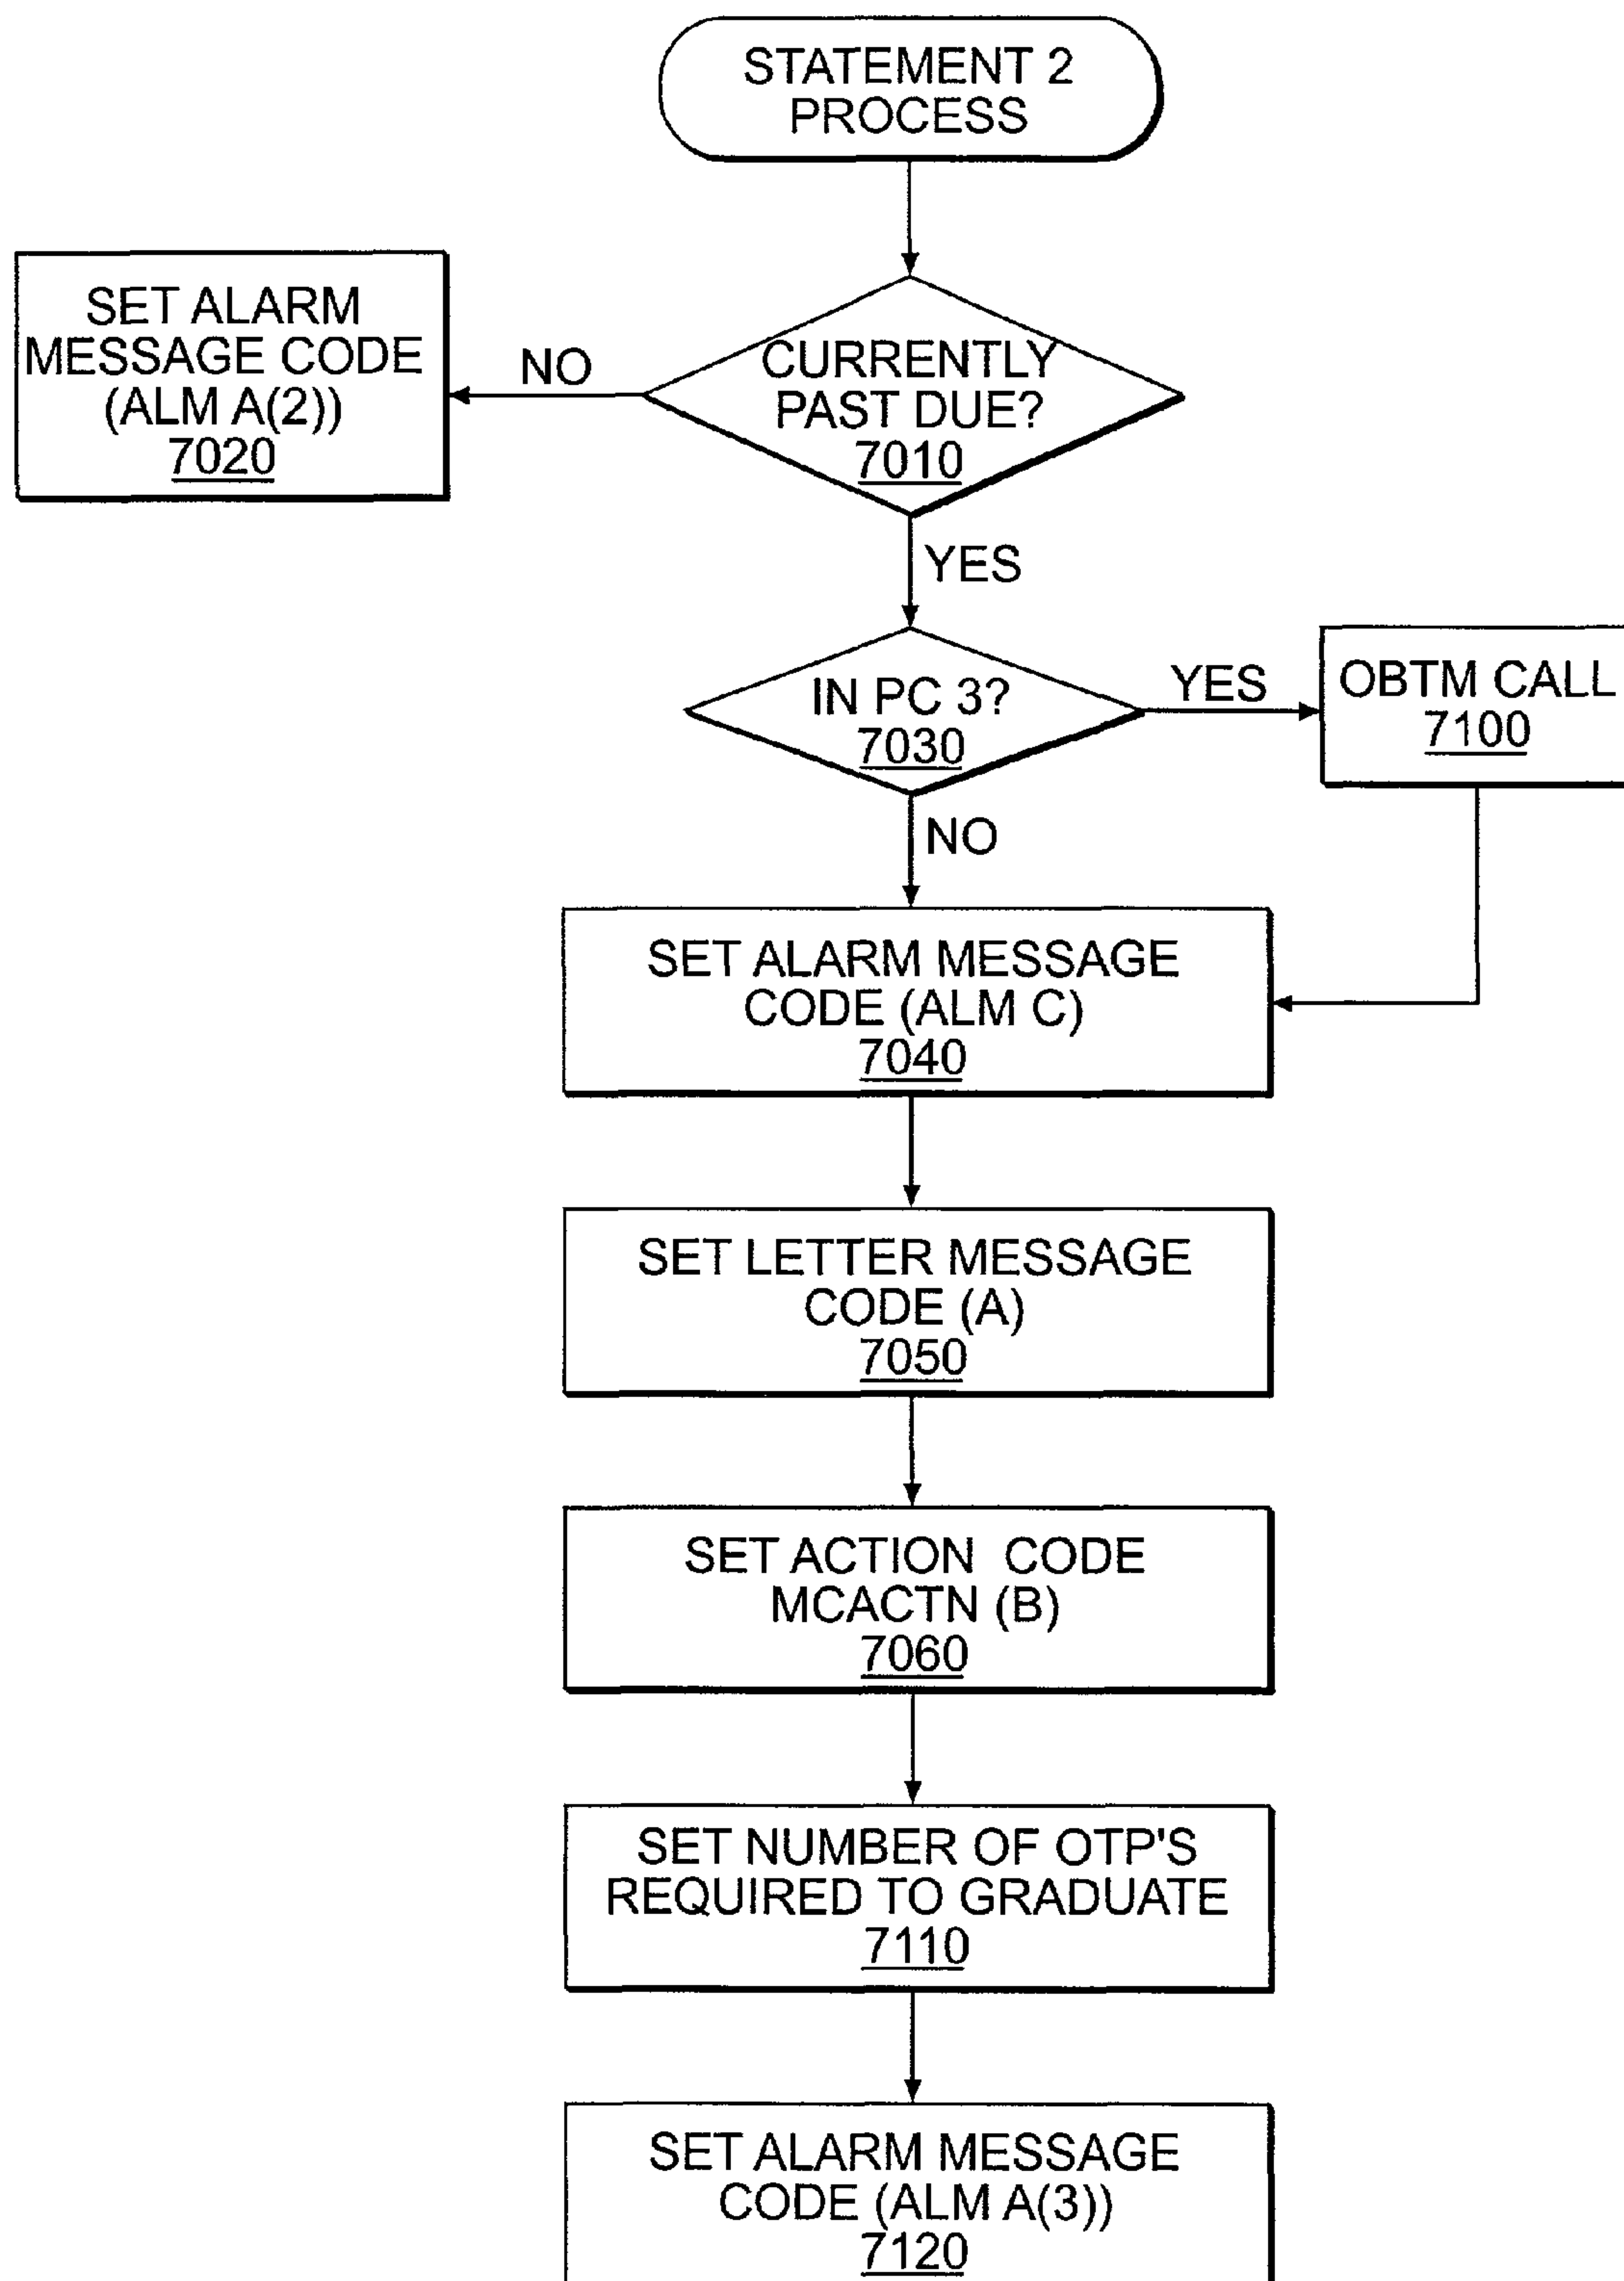 STATEMENT 2
PROCESS
SET ALARM
MESSAGE CODE
(ALM A(2))
7020
NO
CURRENTLY
PAST DUE?
7010
YES
IN PC 3?
7030
YES
OBTM CALL
7100
NO
SET ALARM MESSAGE
CODE (ALM C)
7040
SET LETTER MESSAGE
CODE (A)
7050
SET ACTION CODE
MCACTN (B)
7060
SET NUMBER OF OTP'S
REQUIRED TO GRADUATE
7110
SET ALARM MESSAGE
CODE (ALM A(3))
7120